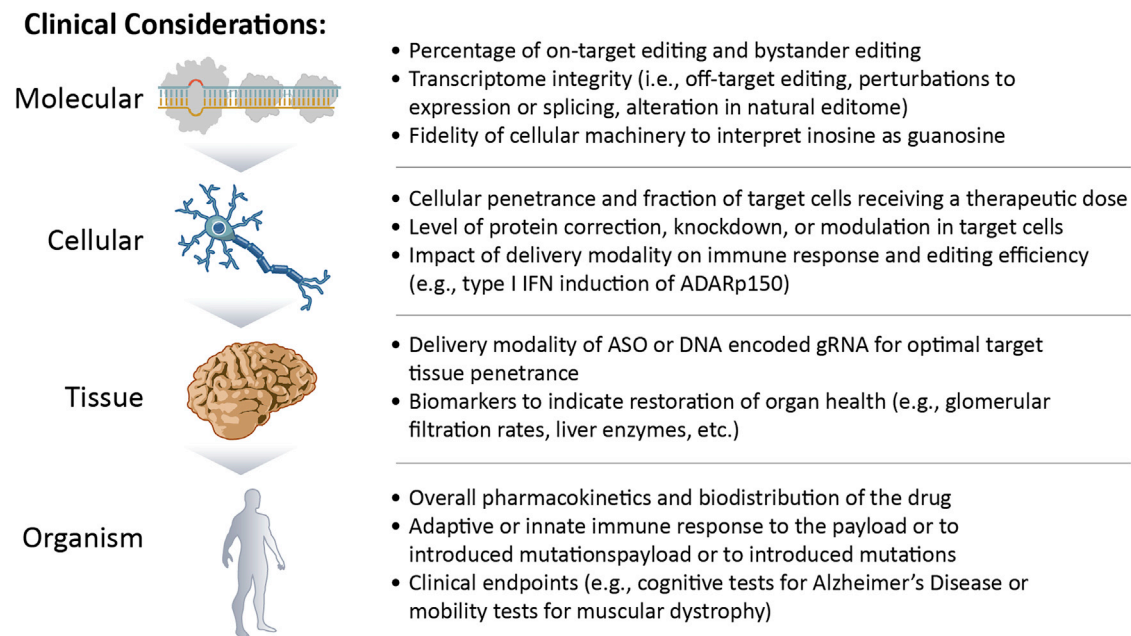 Clinical Considerations:
Molecular
• Percentage of on-target editing and bystander editing
• Transcriptome integrity (i.e., off-target editing, perturbations to
expression or splicing, alteration in natural editome)
• Fidelity of cellular machinery to interpret inosine as guanosine
Cellular
• Cellular penetrance and fraction of target cells receiving a therapeutic dose
• Level of protein correction, knockdown, or modulation in target cells
• Impact of delivery modality on immune response and editing efficiency
(e.g., type I IFN induction of ADARp150)
Tissue
• Delivery modality of ASO or DNA encoded gRNA for optimal target
tissue penetrance
• Biomarkers to indicate restoration of organ health (e.g., glomerular
filtration rates, liver enzymes, etc.)
Organism
• Overall pharmacokinetics and biodistribution of the drug
• Adaptive or innate immune response to the payload or to
introduced mutationspayload or to introduced mutations
• Clinical endpoints (e.g., cognitive tests for Alzheimer’s Disease or
mobility tests for muscular dystrophy)